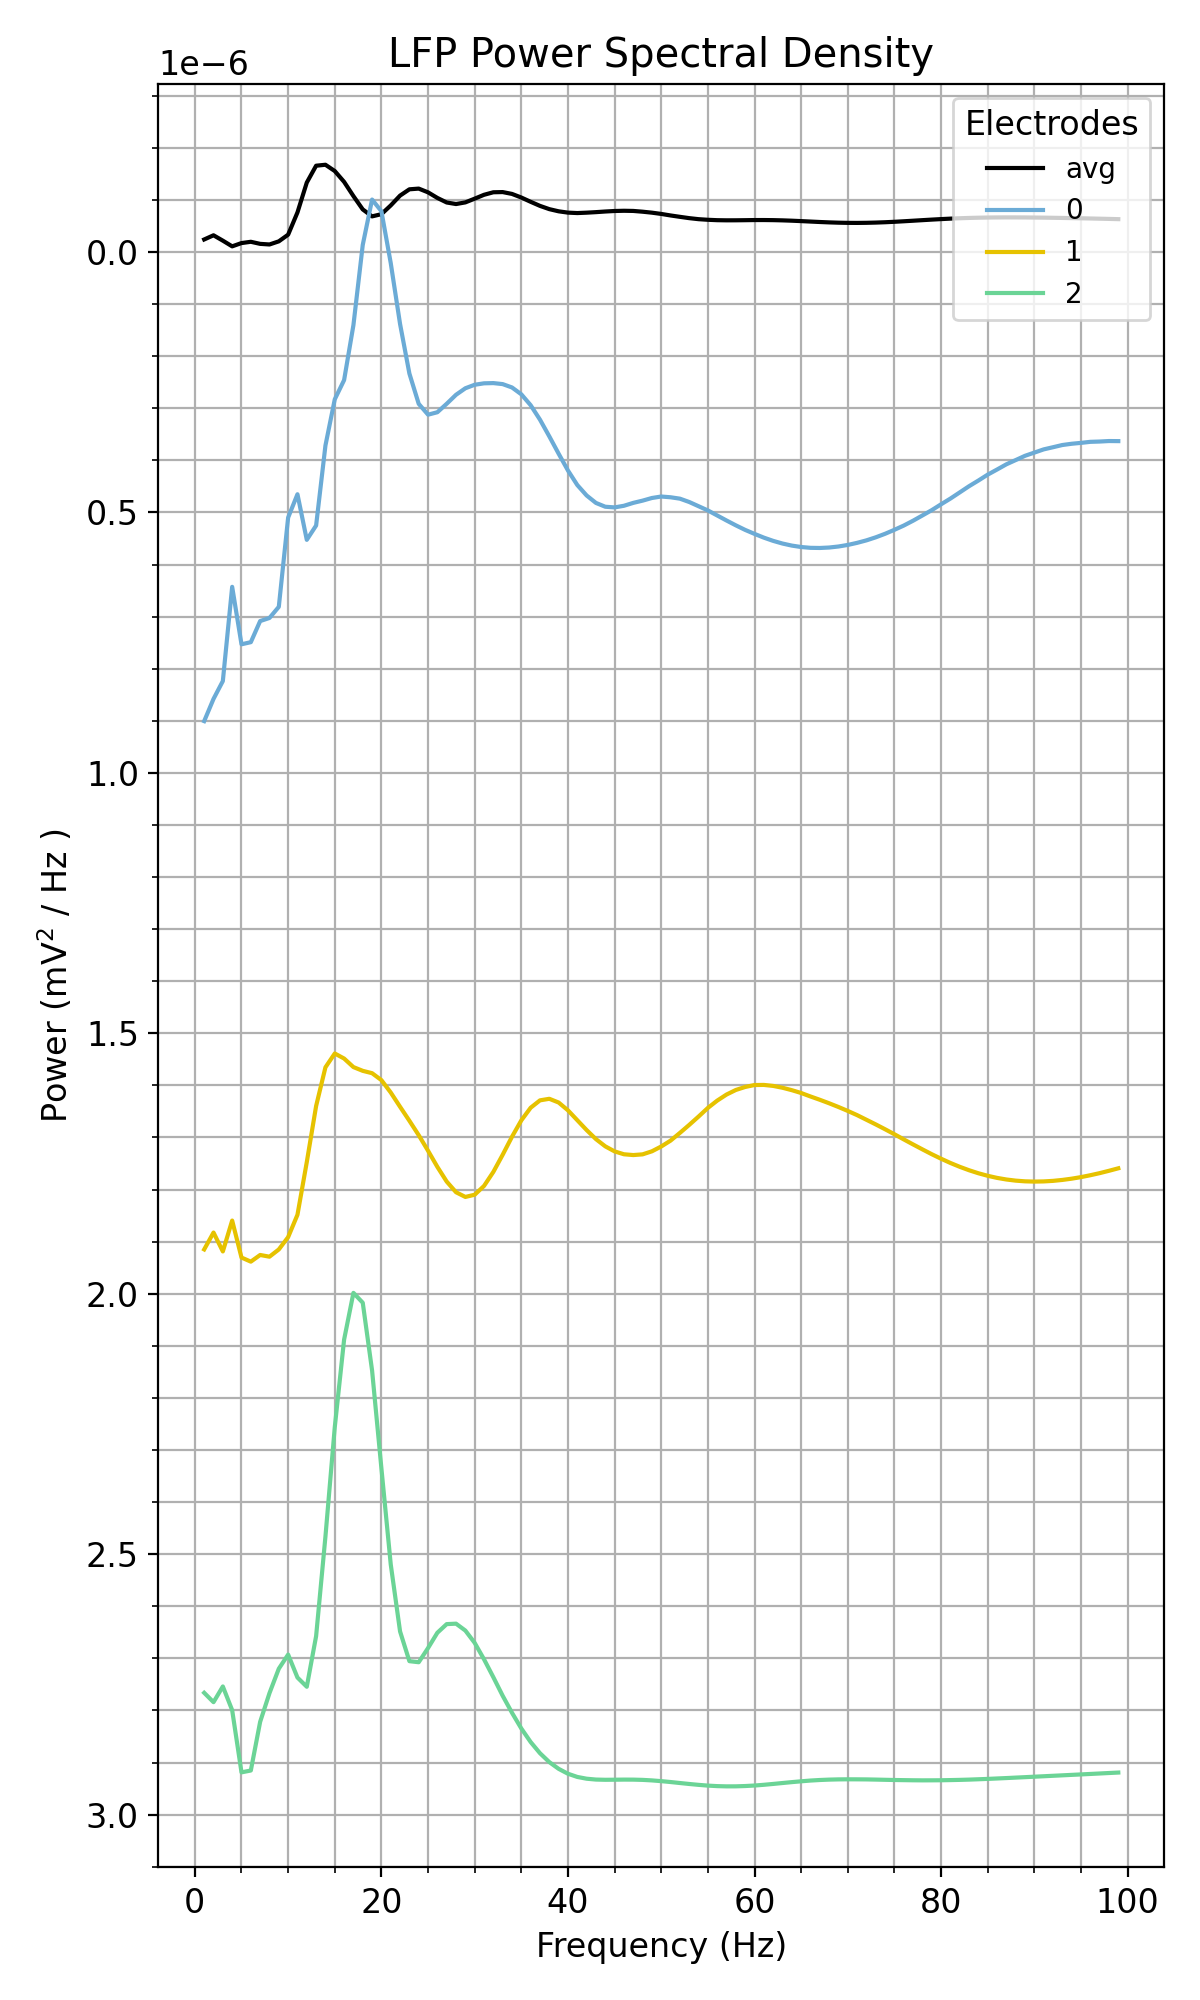 LFP Power Spectral Density
1e−6
Electrodes
avg
0
1
2
0.0
0.5
1.0
1.5
2.0
2.5
3.0
Power (mV² / Hz )
0 20 40 60 80 100
Frequency (Hz)